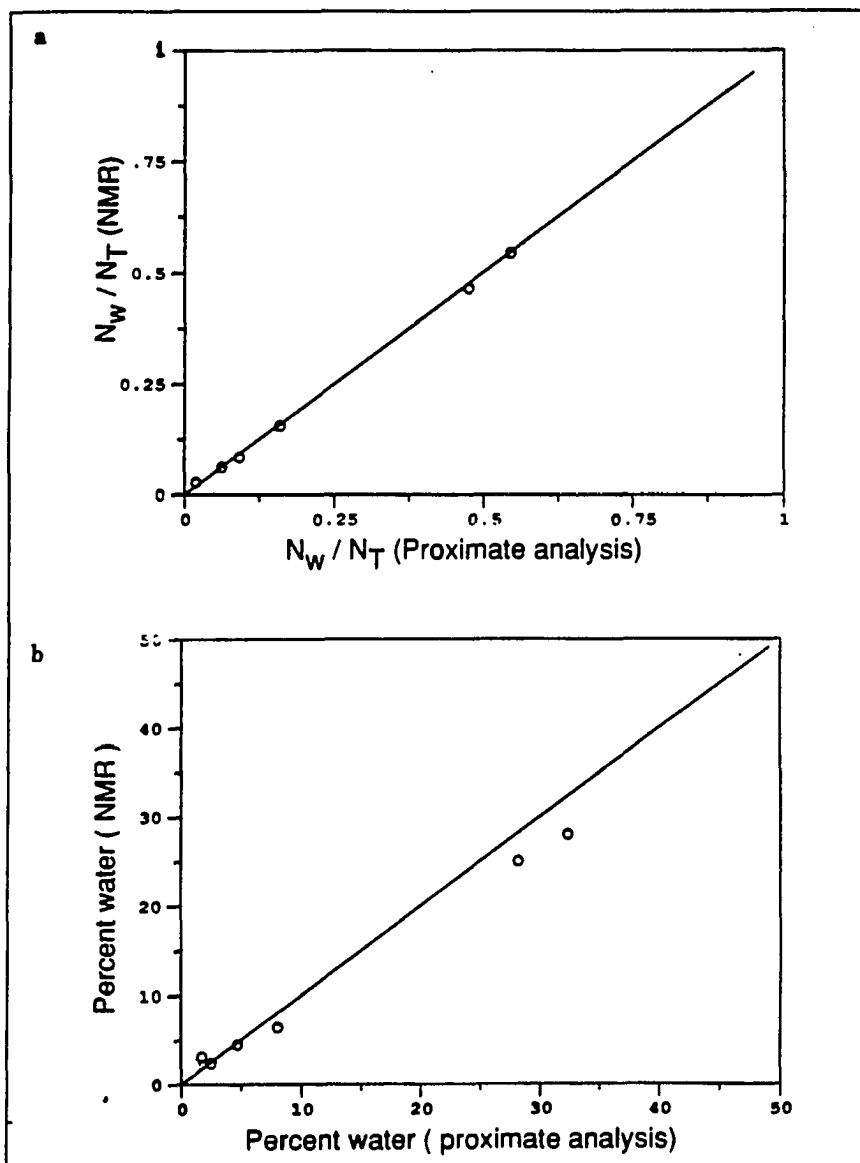 a
1
.75
0.5
0.25
0
N_W / N_T (NMR)
0 0.25 0.5 0.75 1
N_W / N_T (Proximate analysis)
b
40
30
20
10
0
Percent water ( NMR )
0 10 20 30 40 50
Percent water ( proximate analysis)